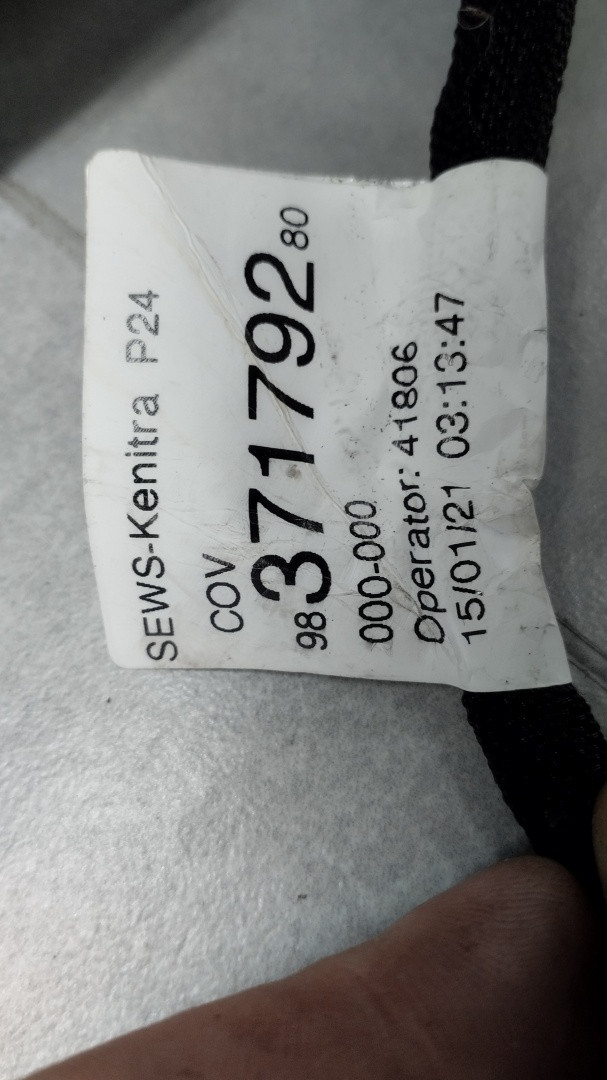 SEWS-Kenitra P24
COV
98 371792 80
000-000
Operator: 41806
15/01/21 03:13:47